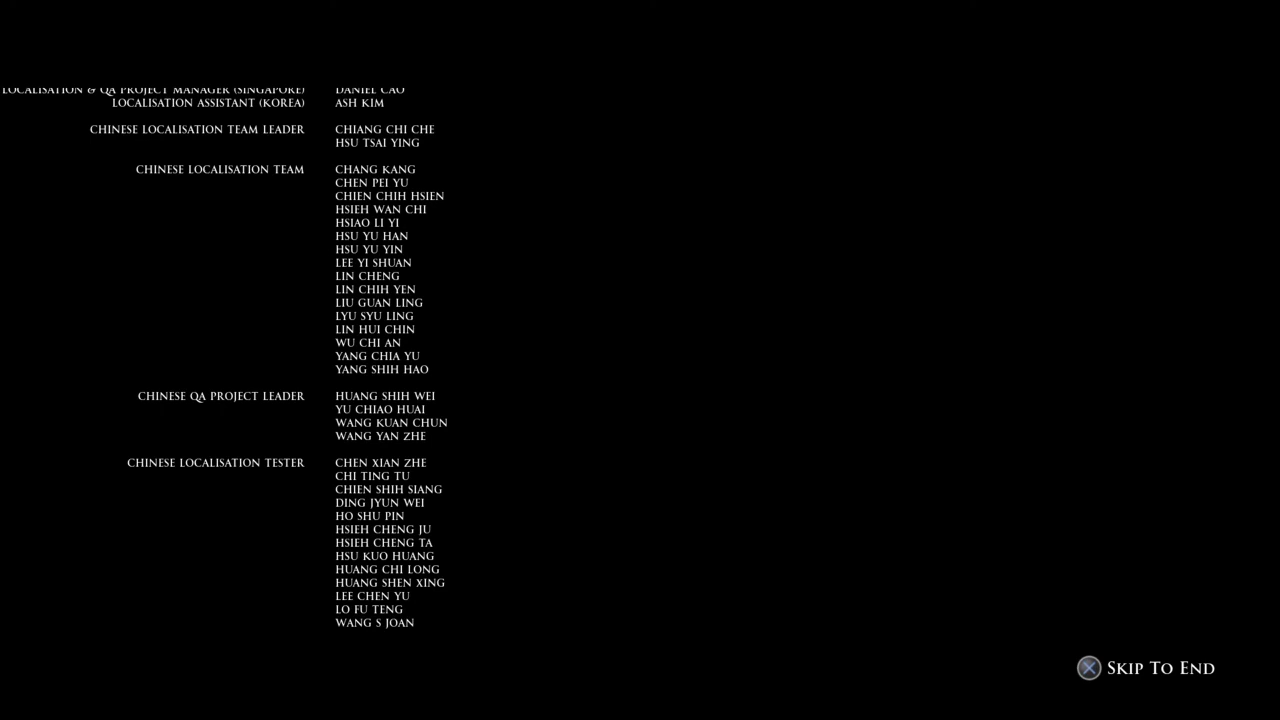 LOCALISATION & QA PROJECT MANAGER (SINGAPORE) DANIEL CAO
LOCALISATION ASSISTANT (KOREA) ASH KIM
CHINESE LOCALISATION TEAM LEADER CHIANG CHI CHE
HSU TSAI YING
CHINESE LOCALISATION TEAM CHANG KANG
CHEN PEI YU
CHIEN CHIH HSIEN
HSIEH WAN CHI
HSIAO LI YI
HSU YU HAN
HSU YU YIN
LEE YI SHUAN
LIN CHENG
LIN CHIH YEN
LIU GUAN LING
LYU SYU LING
LIN HUI CHIN
WU CHI AN
YANG CHIA YU
YANG SHIH HAO
CHINESE QA PROJECT LEADER HUANG SHIH WEI
YU CHIAO HUAI
WANG KUAN CHUN
WANG YAN ZHE
CHINESE LOCALISATION TESTER CHEN XIAN ZHE
CHI TING TU
CHIEN SHIH SIANG
DING JYUN WEI
HO SHU PIN
HSIEH CHENG JU
HSIEH CHENG TA
HSU KUO HUANG
HUANG CHI LONG
HUANG SHEN XING
LEE CHEN YU
LO FU TENG
WANG S JOAN
SKIP TO END